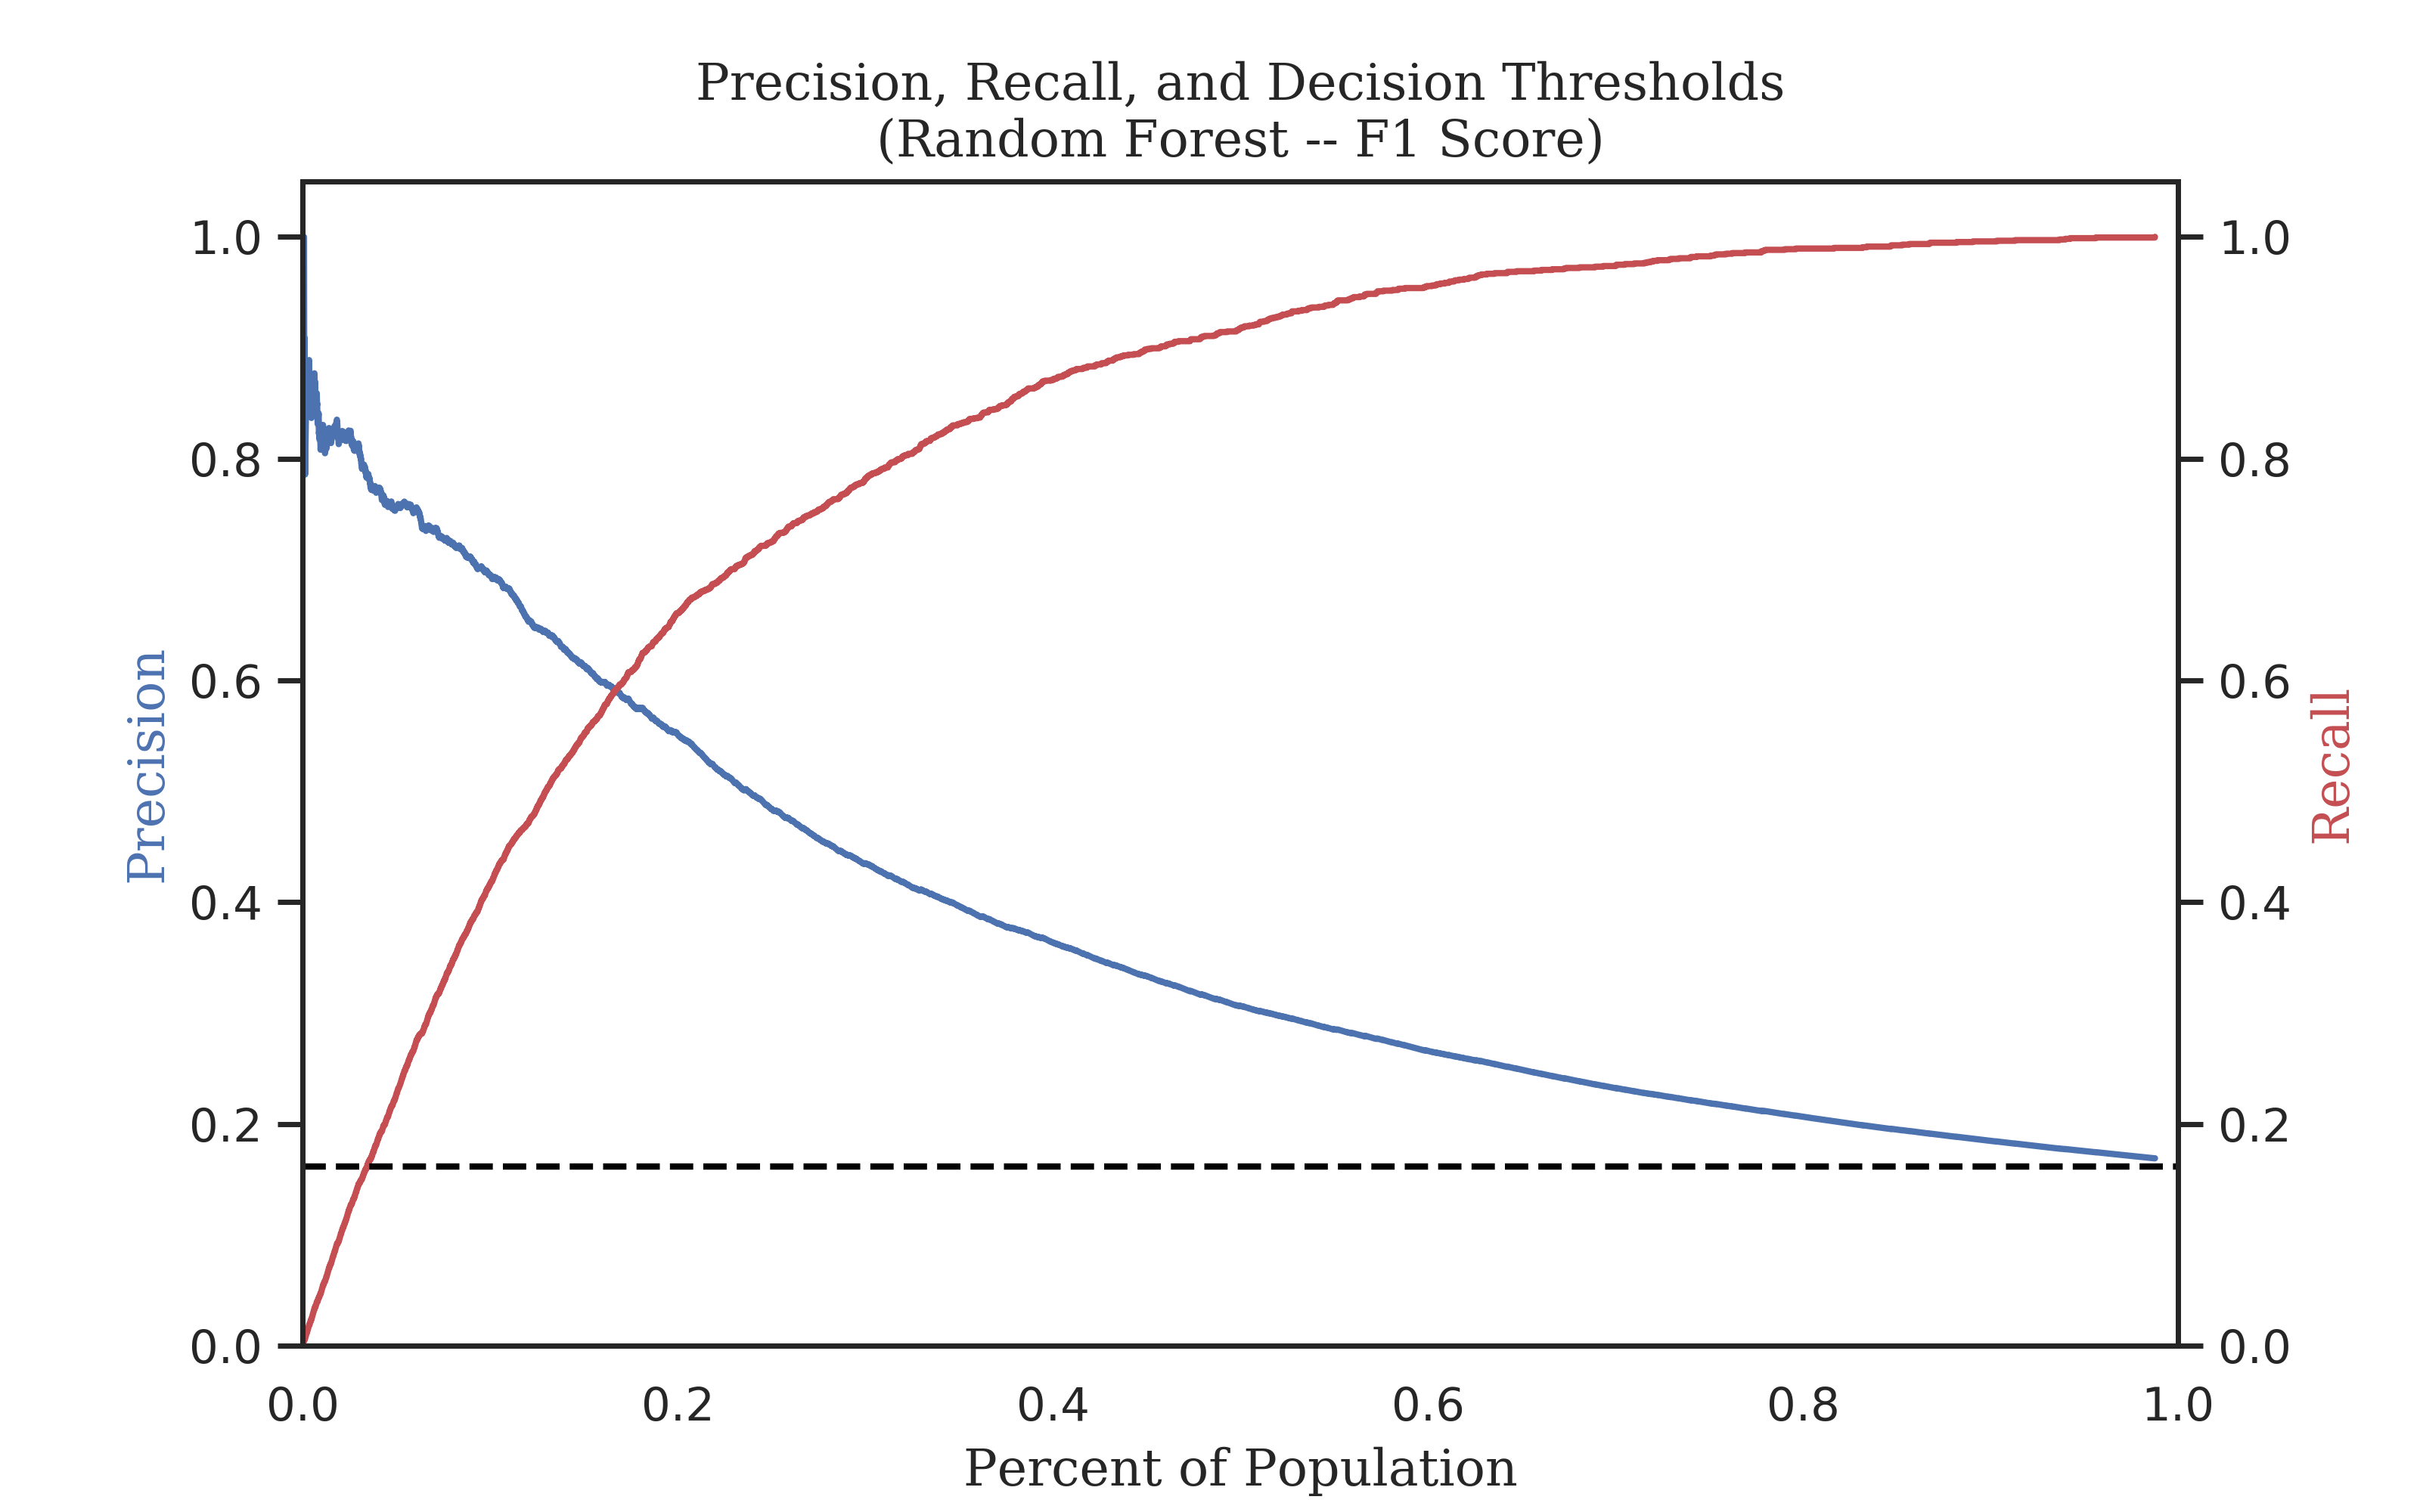 Precision, Recall, and Decision Thresholds
(Random Forest -- F1 Score)
1.0
0.8
0.6
0.4
0.2
0.0
Precision
1.0
0.8
0.6
0.4
0.2
0.0
Recall
0.0 0.2 0.4 0.6 0.8 1.0
Percent of Population